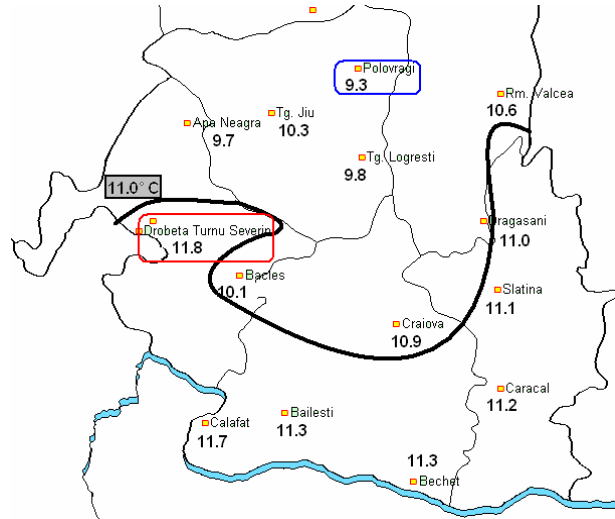 Polovragi
9.3
Rm. Valcea
10.6
Tg. Jiu
10.3
Apa Neagra
9.7
Tg. Logresti
9.8
11.0° C
Drobeta Turnu Severin
11.8
Dragasani
11.0
Bacles
10.1
Slatina
11.1
Craiova
10.9
Caracal
11.2
Bailesti
11.3
Calafat
11.7
11.3
Bechet